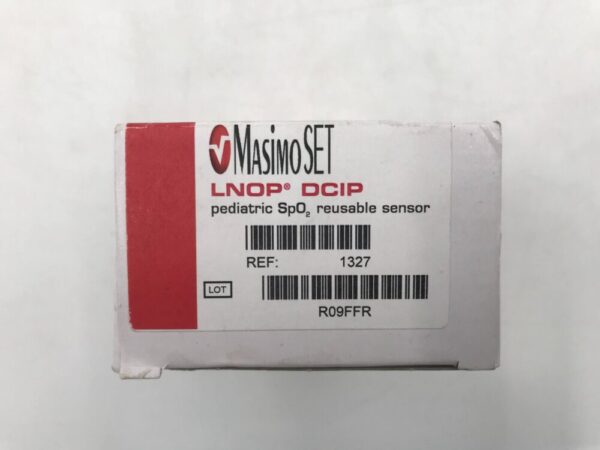 Masimo SET
LNOP® DCIP
pediatric SpO₂ reusable sensor
REF: 1327
LOT
R09FFR